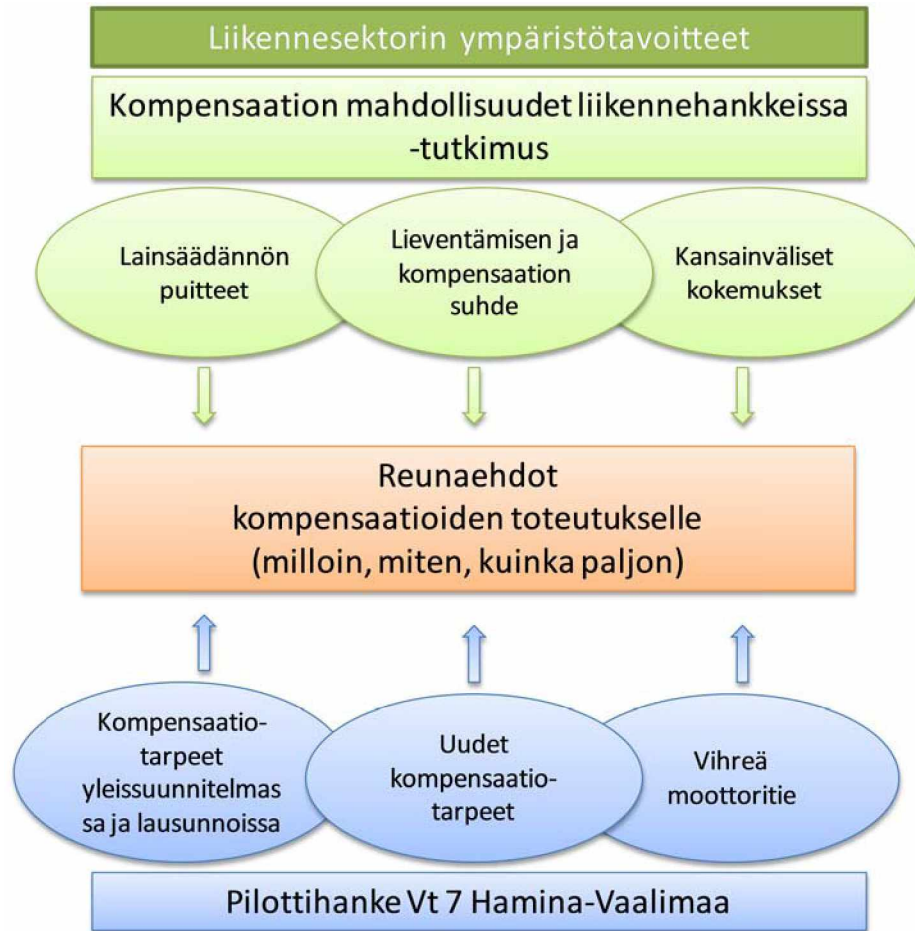 Liikennesektorin ympäristötavoitteet
Kompensaation mahdollisuudet liikennehankkeissa
-tutkimus
Lainsäädännön
puitteet
Lieventämisen ja
kompensaation
suhde
Kansainväliset
kokemukset
Reunaehdot
kompensaatioiden toteutukselle
(milloin, miten, kuinka paljon)
Kompensaatio-
tarpeet
yleissuunnitelmas
sa ja lausunnoissa
Uudet
kompensaatio-
tarpeet
Vihreä
moottoritie
Pilottihanke Vt 7 Hamina-Vaalimaa